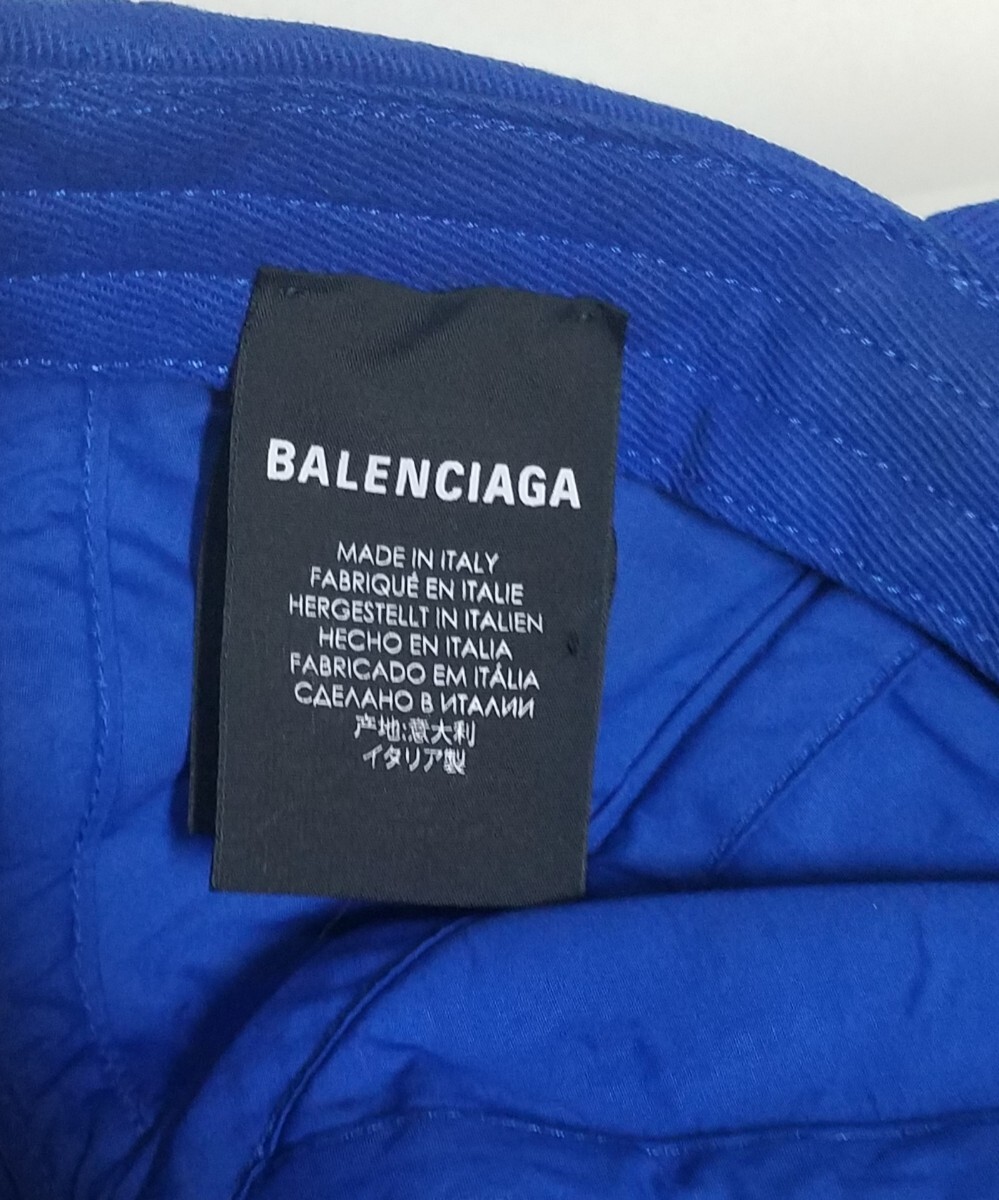 BALENCIAGA
MADE IN ITALY
FABRIQUÉ EN ITALIE
HERGESTELLT IN ITALIEN
HECHO EN ITALIA
FABRICADO EM ITÁLIA
СДЕЛАНО В ИТАЛИИ
产地:意大利
イタリア製